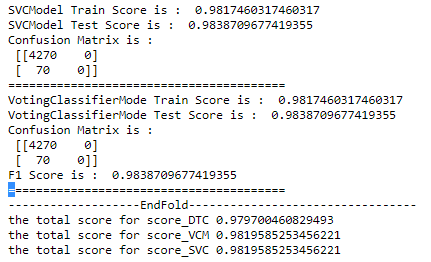 SVCModel Train Score is :  0.9817460317460317
SVCModel Test Score is :  0.9838709677419355
Confusion Matrix is :
 [[4270    0]
 [  70    0]]
========================================
VotingClassifierMode Train Score is :  0.9817460317460317
VotingClassifierMode Test Score is :  0.9838709677419355
Confusion Matrix is :
 [[4270    0]
 [  70    0]]
F1 Score is :  0.9838709677419355
========================================
-------------------EndFold---------------------------------
the total score for score_DTC 0.979700460829493
the total score for score_VCM 0.9819585253456221
the total score for score_SVC 0.9819585253456221